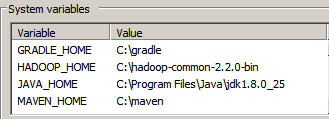 System variables
Variable Value
GRADLE_HOME C:\gradle
HADOOP_HOME C:\hadoop-common-2.2.0-bin
JAVA_HOME C:\Program Files\Java\jdk1.8.0_25
MAVEN_HOME C:\maven